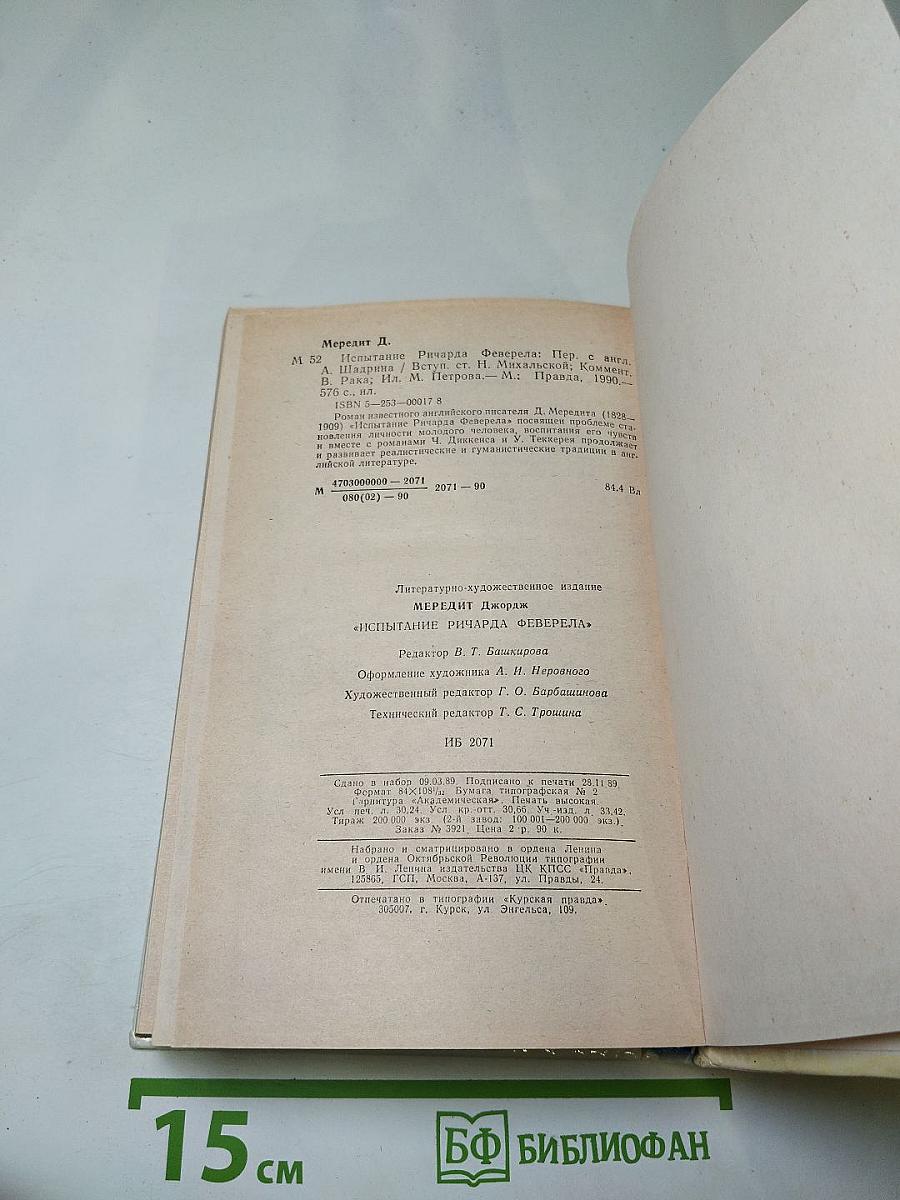 Мередит Д.
М 52 Испытание Ричарда Феверела: Пер. с англ.
А. Шадрина / Вступ. ст. Н. Михальской; Коммент.
В. Рака; Ил. М. Петрова.— М.: Правда, 1990.—
576 с., ил.
ISBN 5—253—00017 8
Роман известного английского писателя Д. Мередита (1828—
1909) «Испытание Ричарда Феверела» посвящен проблеме ста-
новления личности молодого человека, воспитания его чувств
и вместе с романами Ч. Диккенса и У. Теккерея продолжает
и развивает реалистические и гуманистические традиции в анг-
лийской литературе.
М 4703000000 — 2071
080(02) — 90 2071 — 90 84.4 Вл
Литературно-художественное издание
МЕРЕДИТ Джордж
«ИСПЫТАНИЕ РИЧАРДА ФЕВЕРЕЛА»
Редактор В. Т. Башкирова
Оформление художника А. И. Неровного
Художественный редактор Г. О. Барбашинова
Технический редактор Т. С. Трошина
ИБ 2071
Сдано в набор 09.03.89. Подписано к печати 28.11 89.
Формат 84×108¹/₃₂ Бумага типографская № 2
Гарнитура «Академическая». Печать высокая.
Усл печ. л. 30,24. Усл кр.-отт. 30,66. Уч-изд. л 33,42.
Тираж 200 000 экз (2-й завод: 100 001—200 000 экз.).
Заказ № 3921. Цена 2 р. 90 к.
Набрано и сматрицировано в ордена Ленина
и ордена Октябрьской Революции типографии
имени В. И. Ленина издательства ЦК КПСС «Правда».
125865, ГСП, Москва, А-137, ул. Правды, 24.
Отпечатано в типографии «Курская правда».
305007. г. Курск, ул Энгельса, 109.
15 см
БФ БИБЛИОФАН